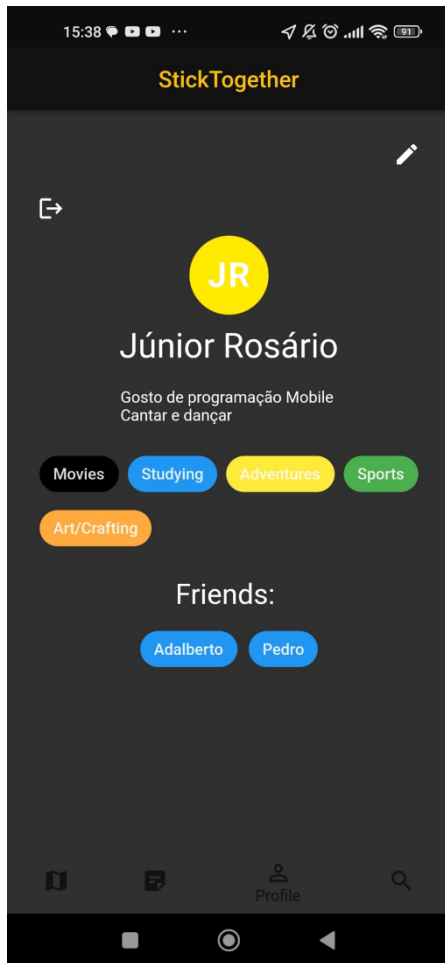 15:38
91
StickTogether
JR
Júnior Rosário
Gosto de programação Mobile
Cantar e dançar
Movies Studying Adventures Sports
Art/Crafting
Friends:
Adalberto Pedro
Profile